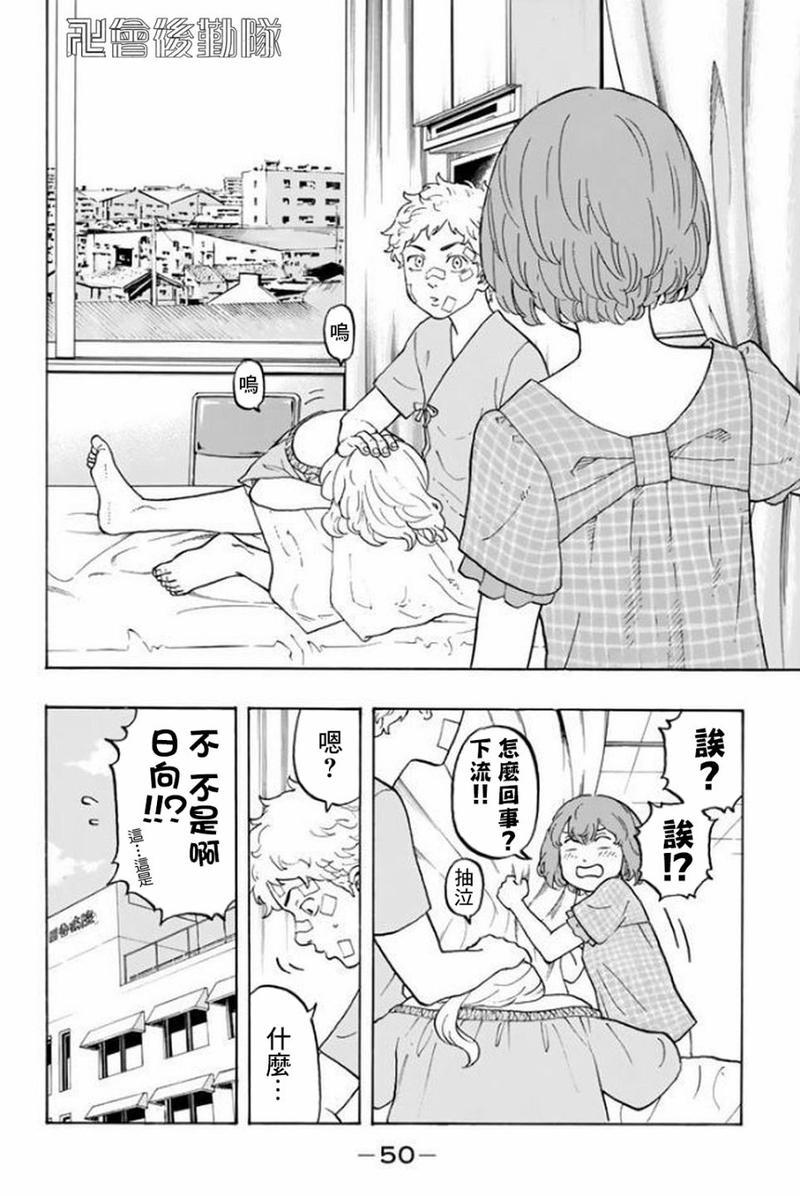 卍會後勤隊
嗚
嗚
誒?
誒!?
怎麼回事?
下流!!
抽泣
嗯?
什麼…
不 不是啊
日向!!?
這…這是
-50-